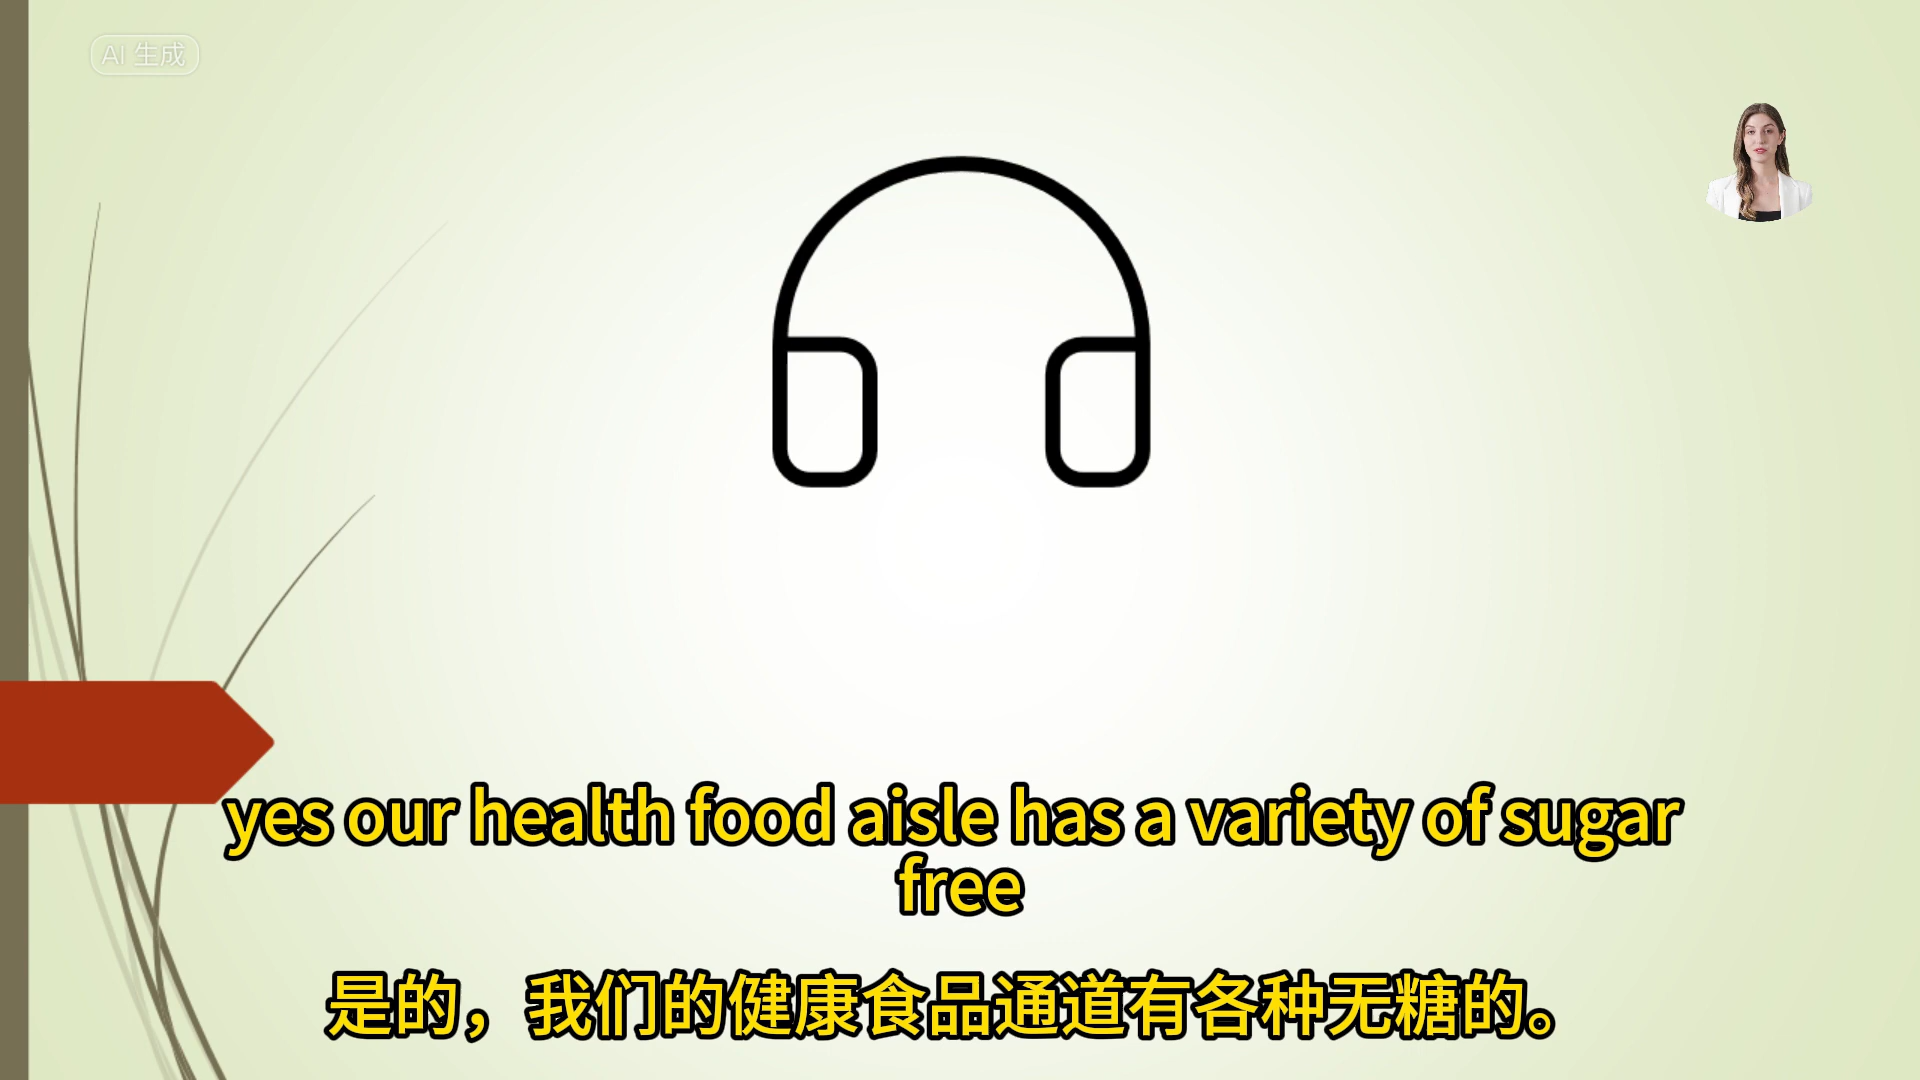 AI 生成
yes our health food aisle has a variety of sugar
free
是的，我们的健康食品通道有各种无糖的。